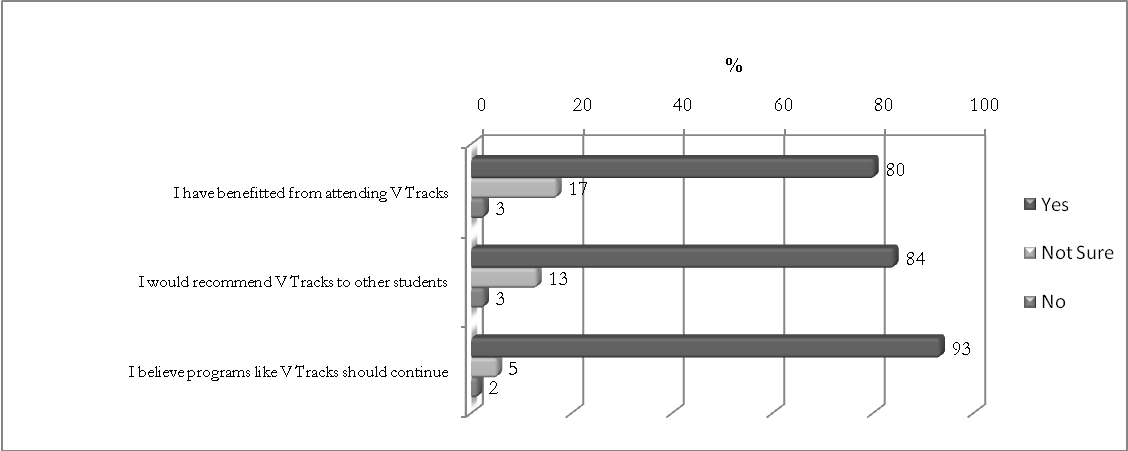 %
0 20 40 60 80 100
I have benefitted from attending V Tracks
80
17
3
I would recommend V Tracks to other students
84
13
3
I believe programs like V Tracks should continue
93
5
2
Yes
Not Sure
No